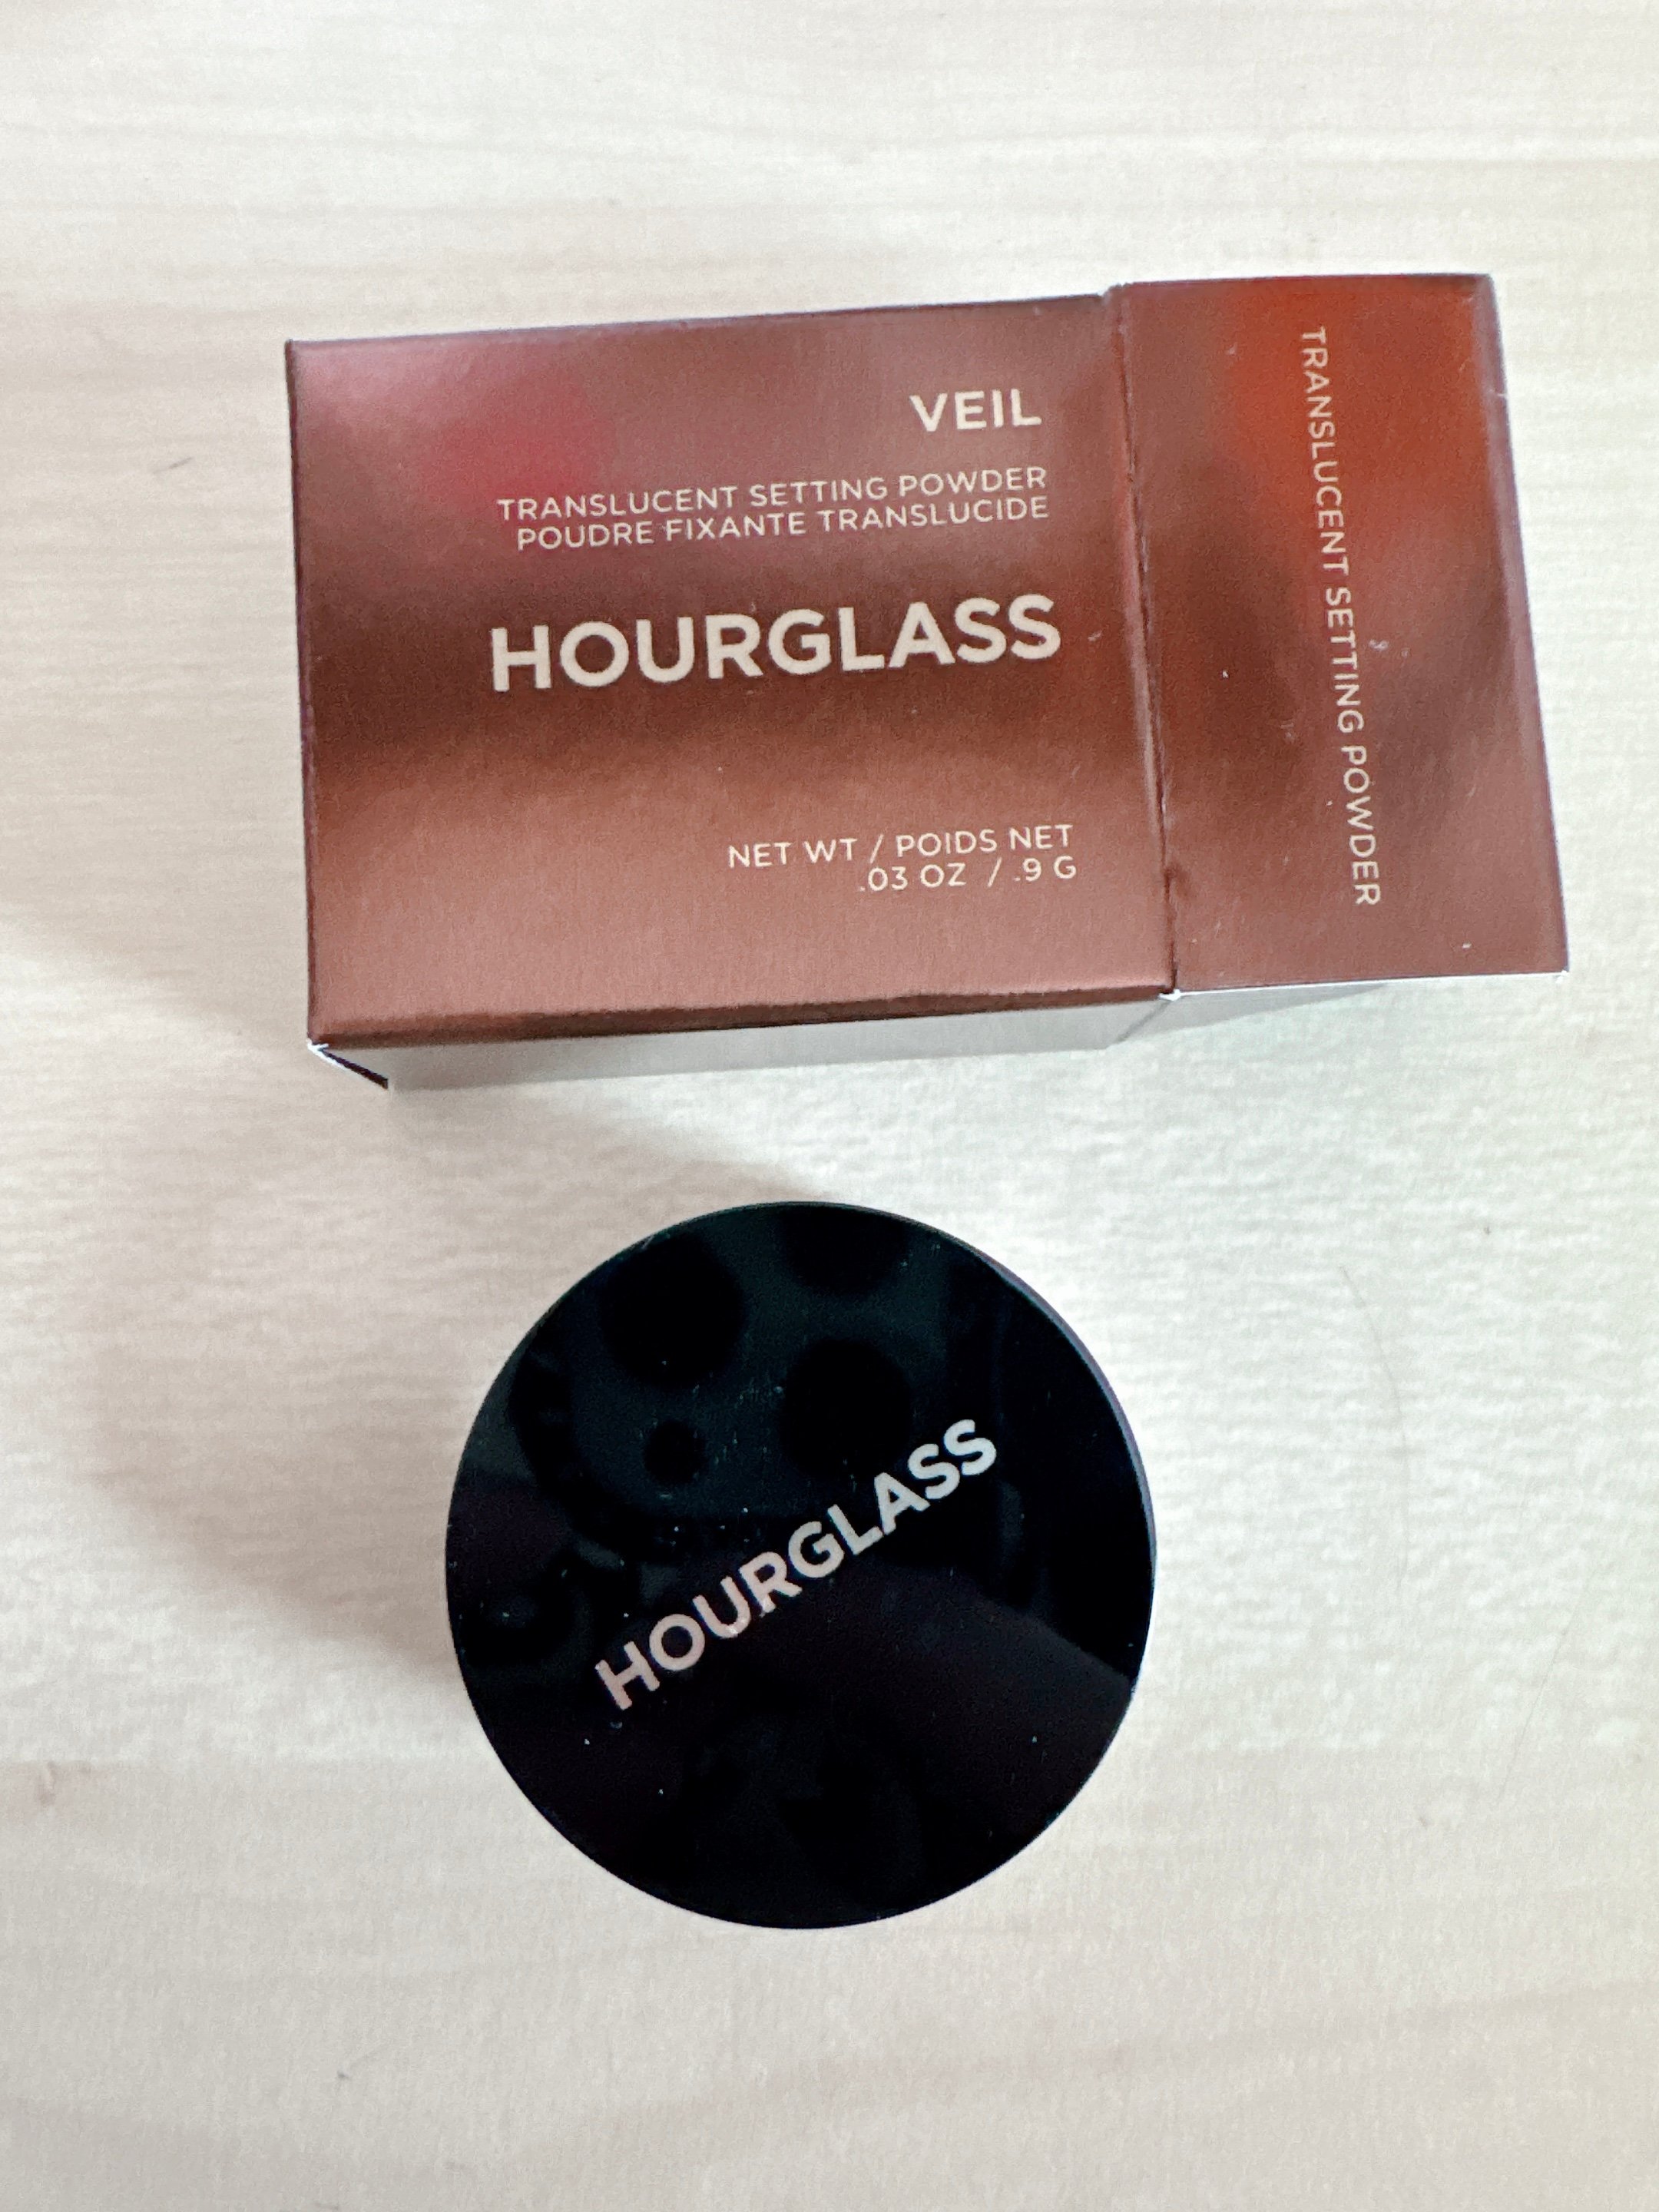 VEIL
TRANSLUCENT SETTING POWDER
POUDRE FIXANTE TRANSLUCIDE
HOURGLASS
NET WT / POIDS NET
.03 OZ / .9 G
TRANSLUCENT SETTING POWDER
HOURGLASS